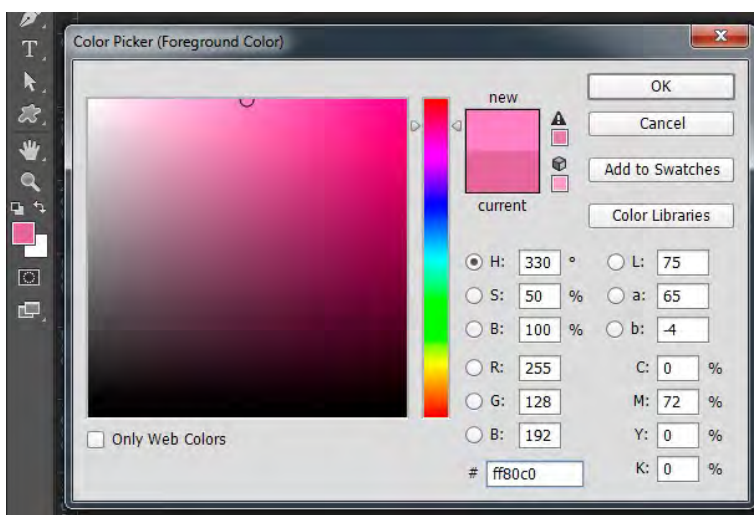 T
Color Picker (Foreground Color)
x
new
current
OK
Cancel
Add to Swatches
Color Libraries
H: 330 °
S: 50 %
B: 100 %
R: 255
G: 128
B: 192
# ff80c0
L: 75
a: 65
b: -4
C: 0 %
M: 72 %
Y: 0 %
K: 0 %
Only Web Colors